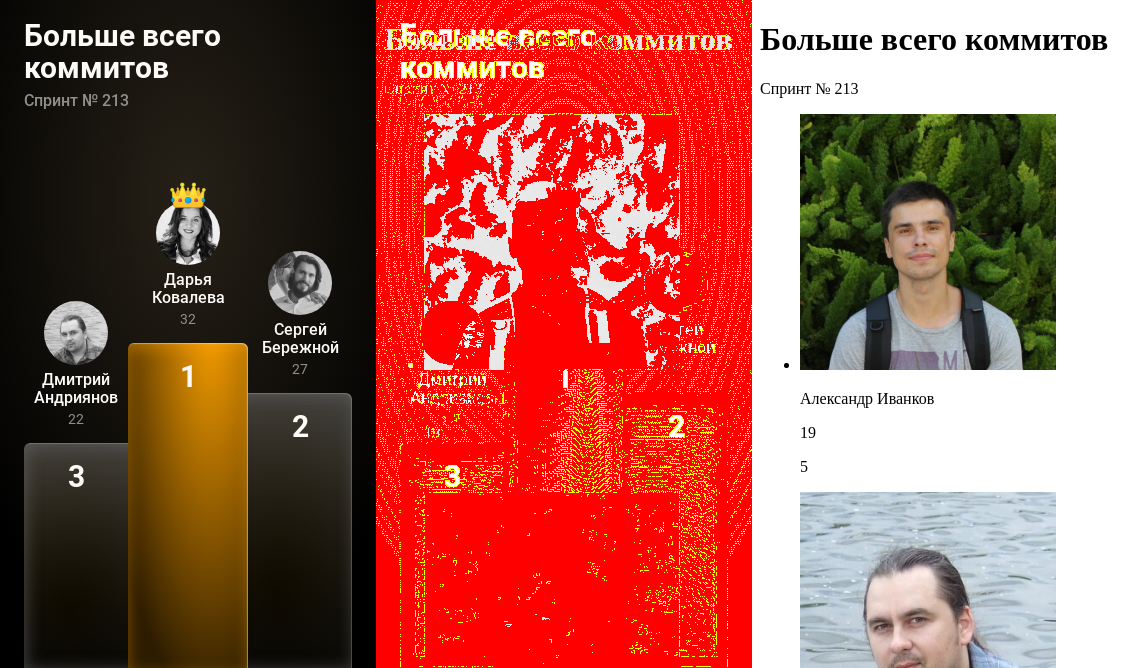 Больше всего
коммитов
Спринт № 213
Дарья
Ковалева
32
Сергей
Бережной
27
Дмитрий
Андриянов
22
1
2
3
Больше всего
коммитов
Дмитрий
2
3
Больше всего коммитов
Спринт № 213
Александр Иванков
19
5